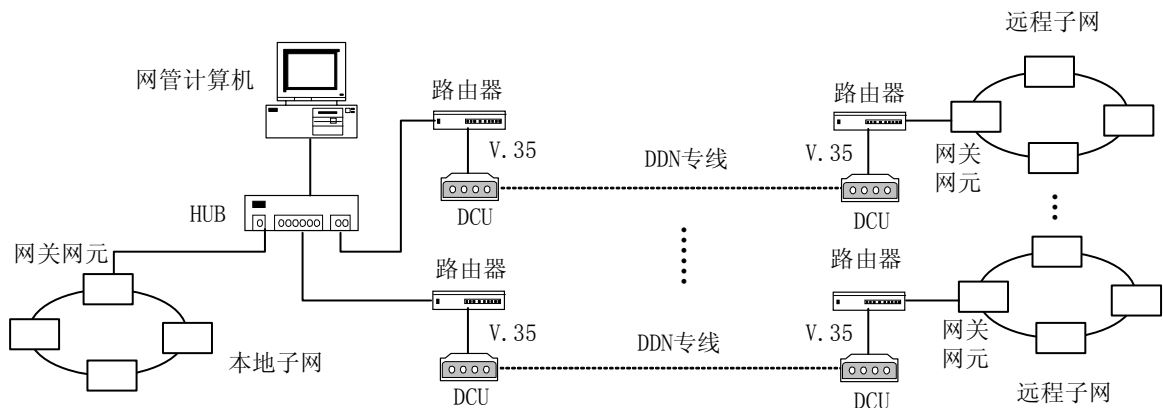 远程子网
网管计算机
路由器
路由器
V.35
DDN专线
V.35
网关
网元
HUB
DCU
DCU
网关网元
路由器
路由器
V.35
DDN专线
V.35
网关
网元
本地子网
DCU
DCU
远程子网